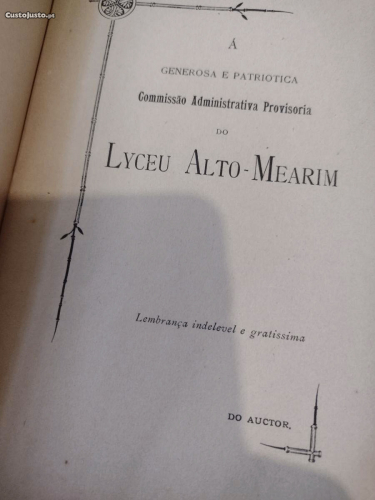 CustoJusto.pt
Á
GENEROSA E PATRIOTICA
Commissão Administrativa Provisoria
DO
LYCEU ALTO-MEARIM
Lembrança indelevel e gratissima
DO AUCTOR.